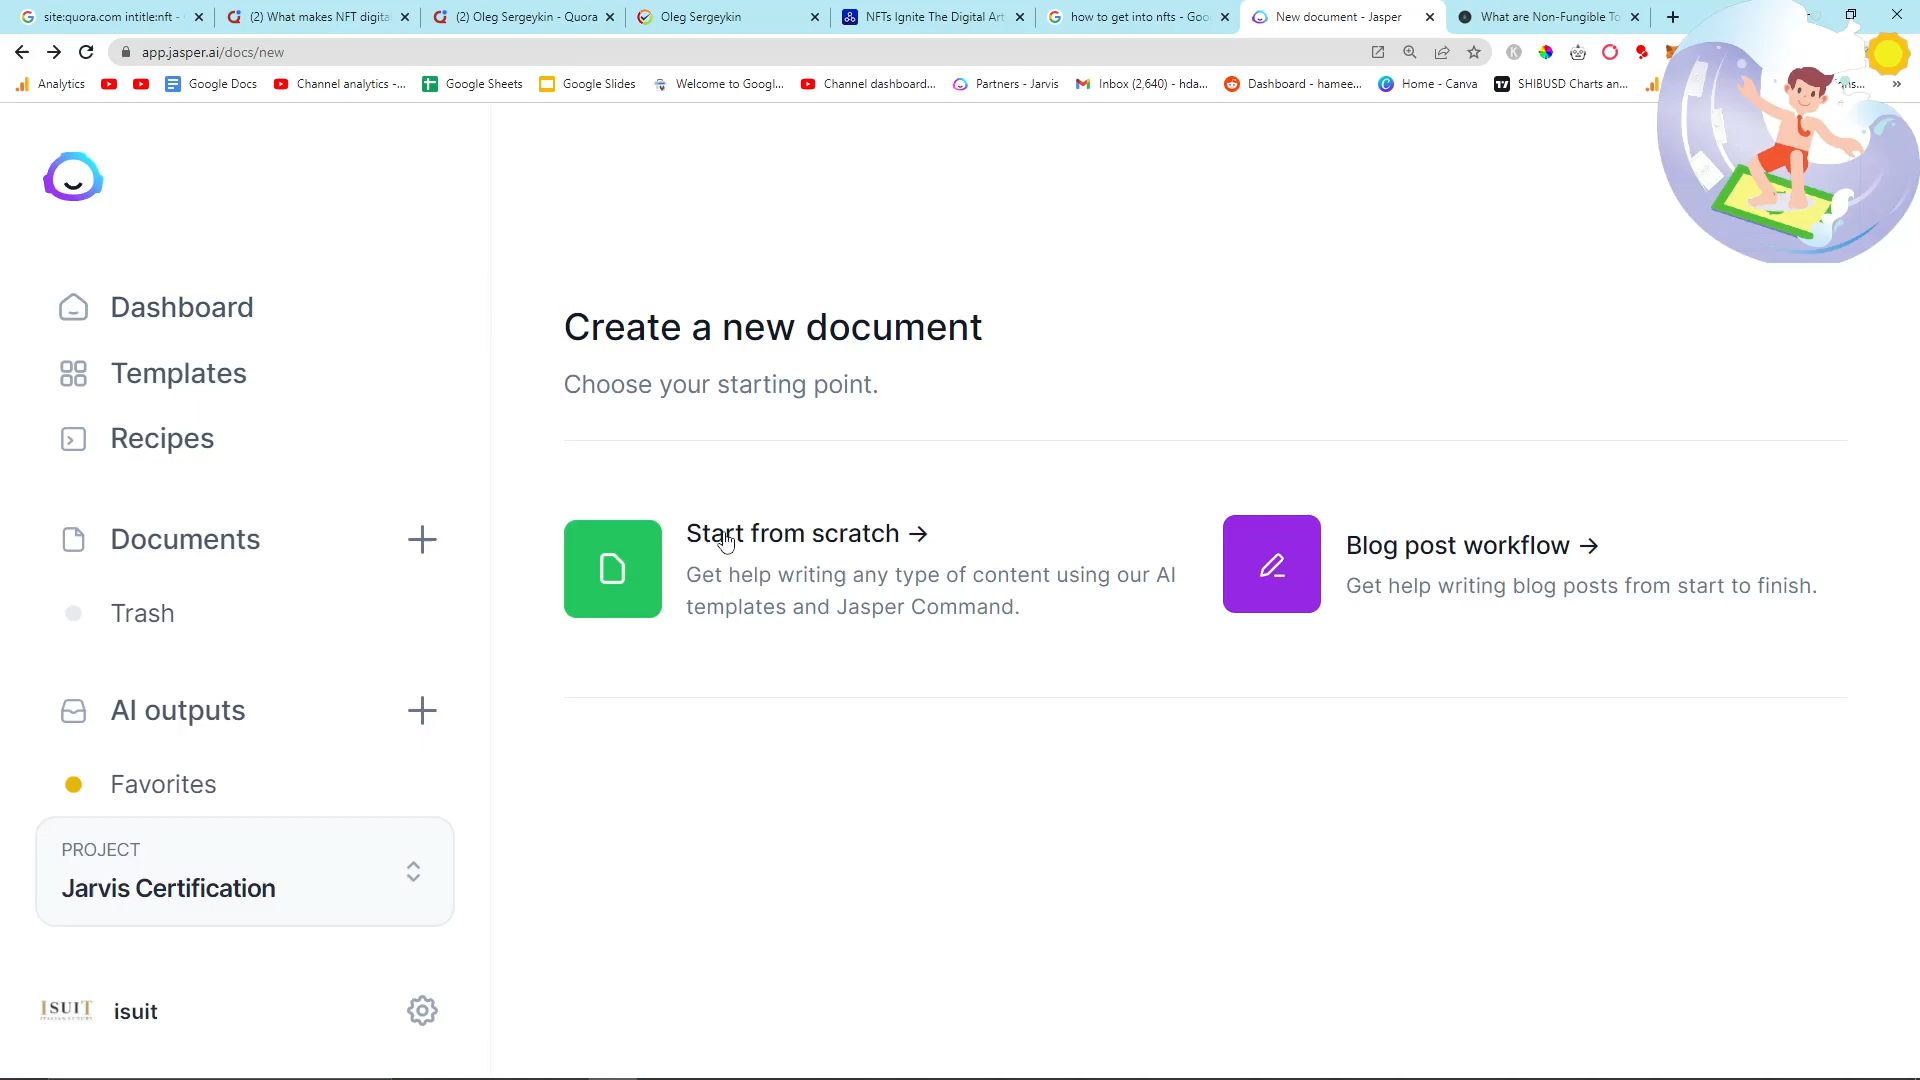 site:quora.com intitle:nft -
(2) What makes NFT digita
(2) Oleg Sergeykin - Quora
Oleg Sergeykin
NFTs Ignite The Digital Art
how to get into nfts - Goo
New document - Jasper
What are Non-Fungible To
app.jasper.ai/docs/new
Analytics
Google Docs
Channel analytics -...
Google Sheets
Google Slides
Welcome to Googl...
Channel dashboard...
Partners - Jarvis
Inbox (2,640) - hda...
Dashboard - hamee...
Home - Canva
SHIBUSD Charts an...
Dashboard
Templates
Recipes
Documents
Trash
AI outputs
Favorites
PROJECT
Jarvis Certification
ISUIT
isuit
Create a new document
Choose your starting point.
Start from scratch →
Get help writing any type of content using our AI
templates and Jasper Command.
Blog post workflow →
Get help writing blog posts from start to finish.